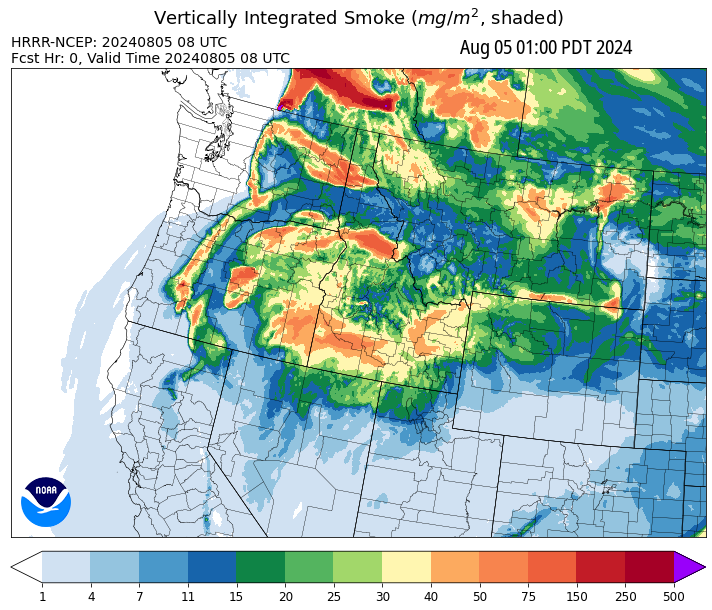 Vertically Integrated Smoke (mg/m², shaded)
HRRR-NCEP: 20240805 08 UTC
Aug 05 01:00 PDT 2024
Fcst Hr: 0, Valid Time 20240805 08 UTC
NOAA
1 4 7 11 15 20 25 30 40 50 75 150 250 500